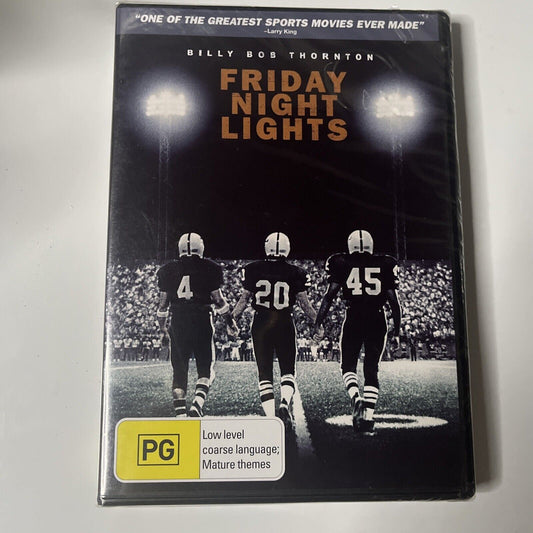 "ONE OF THE GREATEST SPORTS MOVIES EVER MADE"
–Larry King
BILLY BOB THORNTON
FRIDAY
NIGHT
LIGHTS
4 20 45
PG
Low level
coarse language;
Mature themes